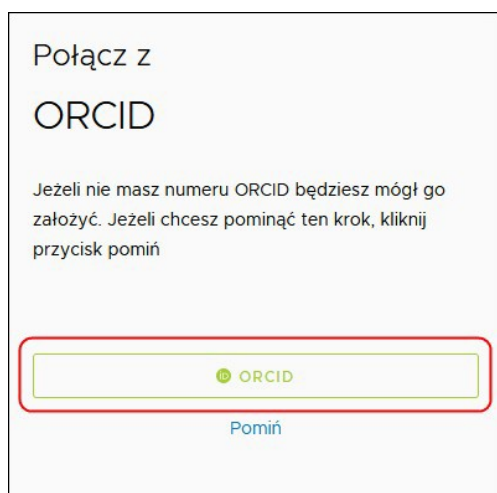 Połącz z
ORCID
Jeżeli nie masz numeru ORCID będziesz mógł go
założyć. Jeżeli chcesz pominąć ten krok, kliknij
przycisk pomiń
iD ORCID
Pomiń